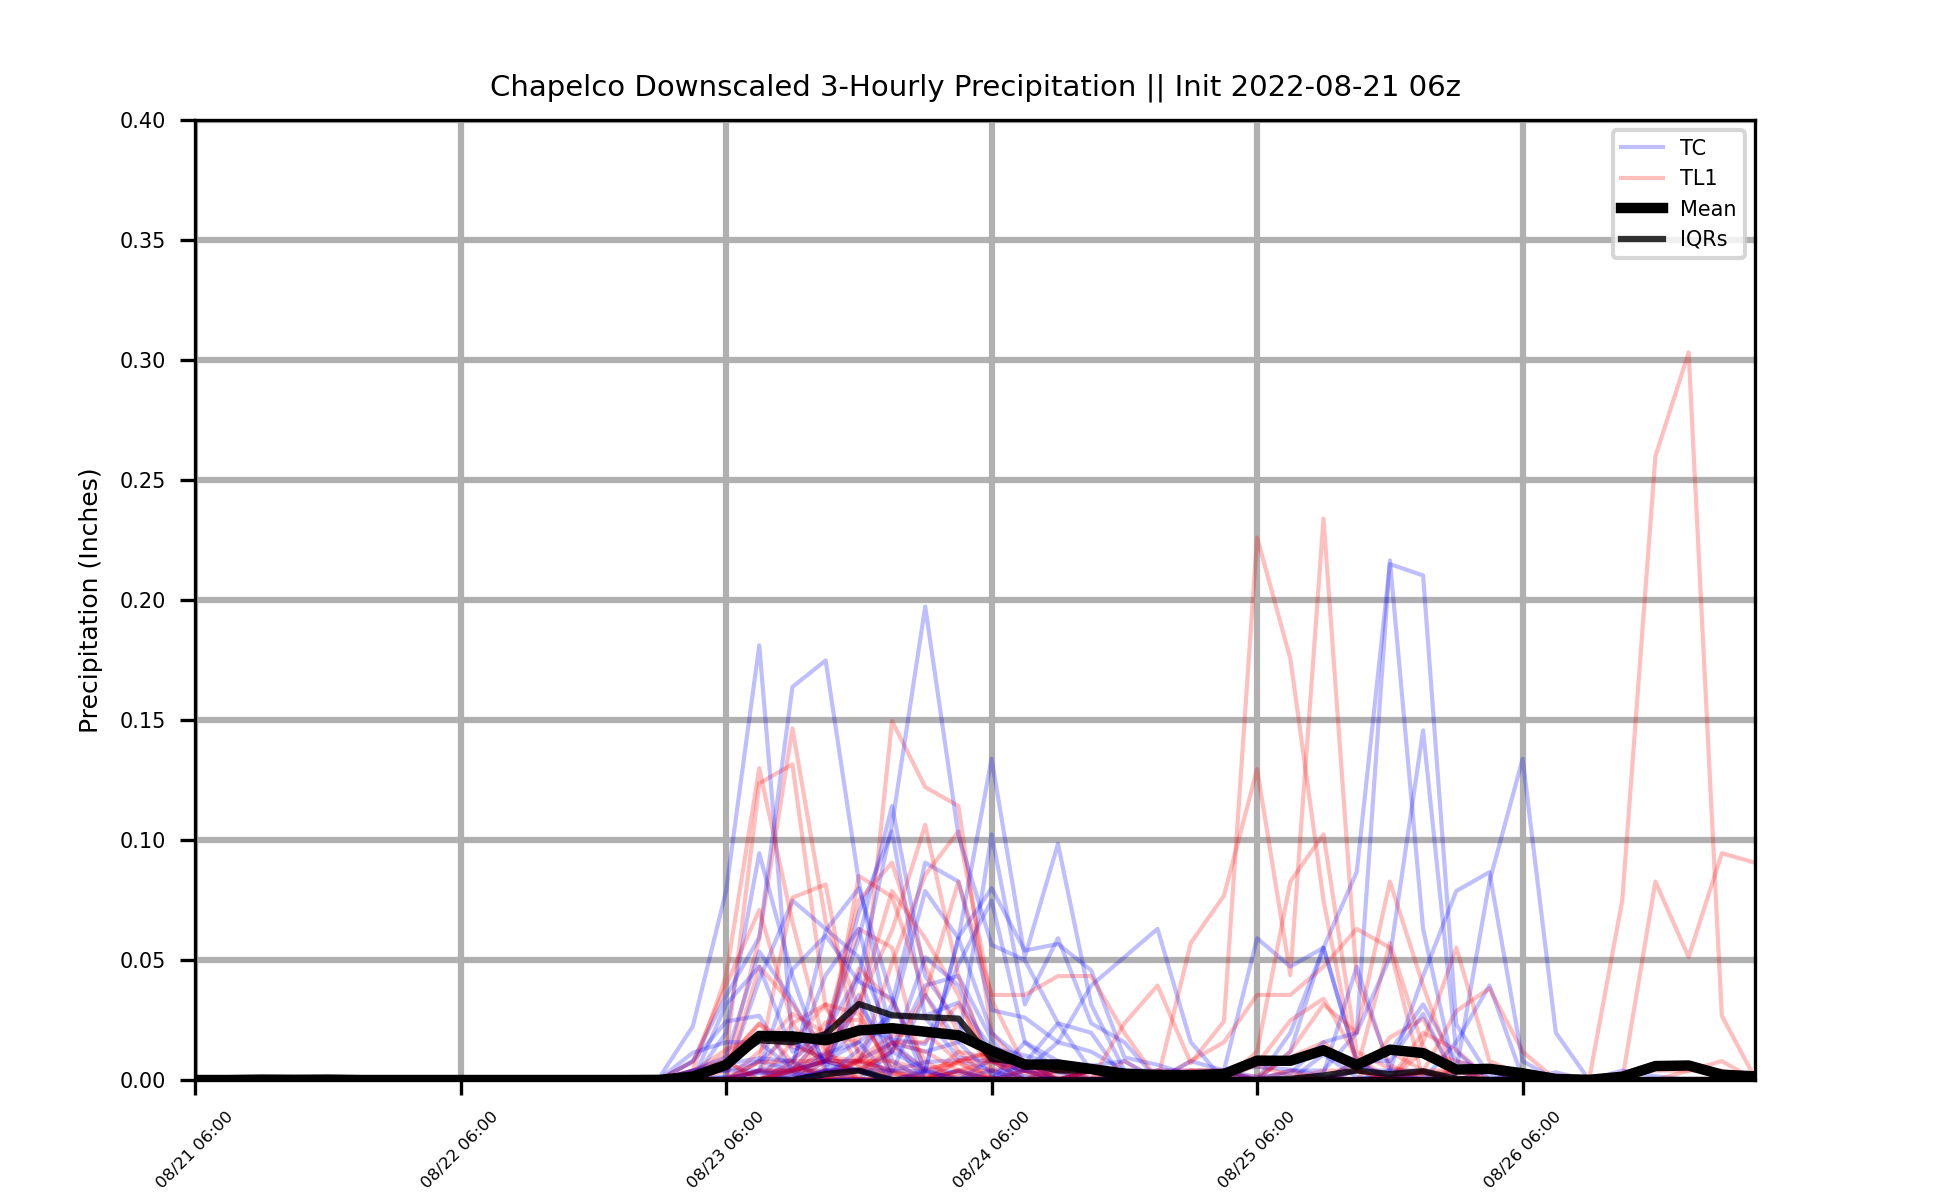 Chapelco Downscaled 3-Hourly Precipitation || Init 2022-08-21 06z
Precipitation (Inches)
0.40
0.35
0.30
0.25
0.20
0.15
0.10
0.05
0.00
TC
TL1
Mean
IQRs
08/21 06:00
08/22 06:00
08/23 06:00
08/24 06:00
08/25 06:00
08/26 06:00